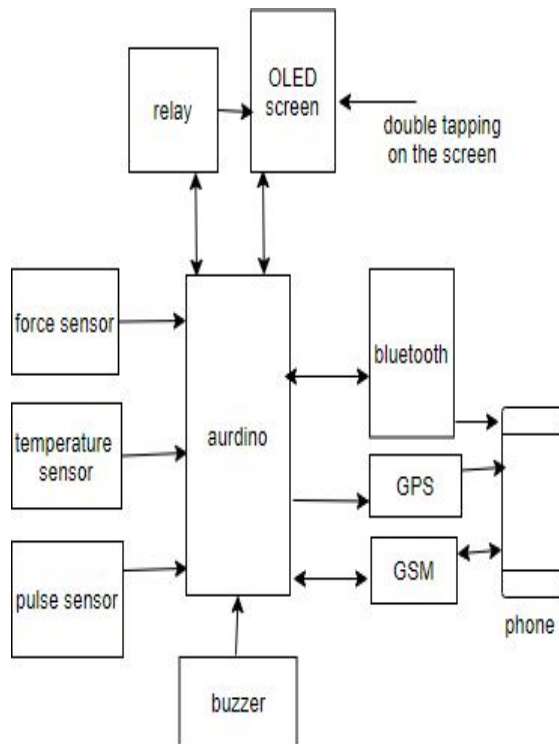 relay
OLED
screen
double tapping
on the screen
force sensor
bluetooth
temperature
sensor
aurdino
GPS
pulse sensor
GSM
phone
buzzer